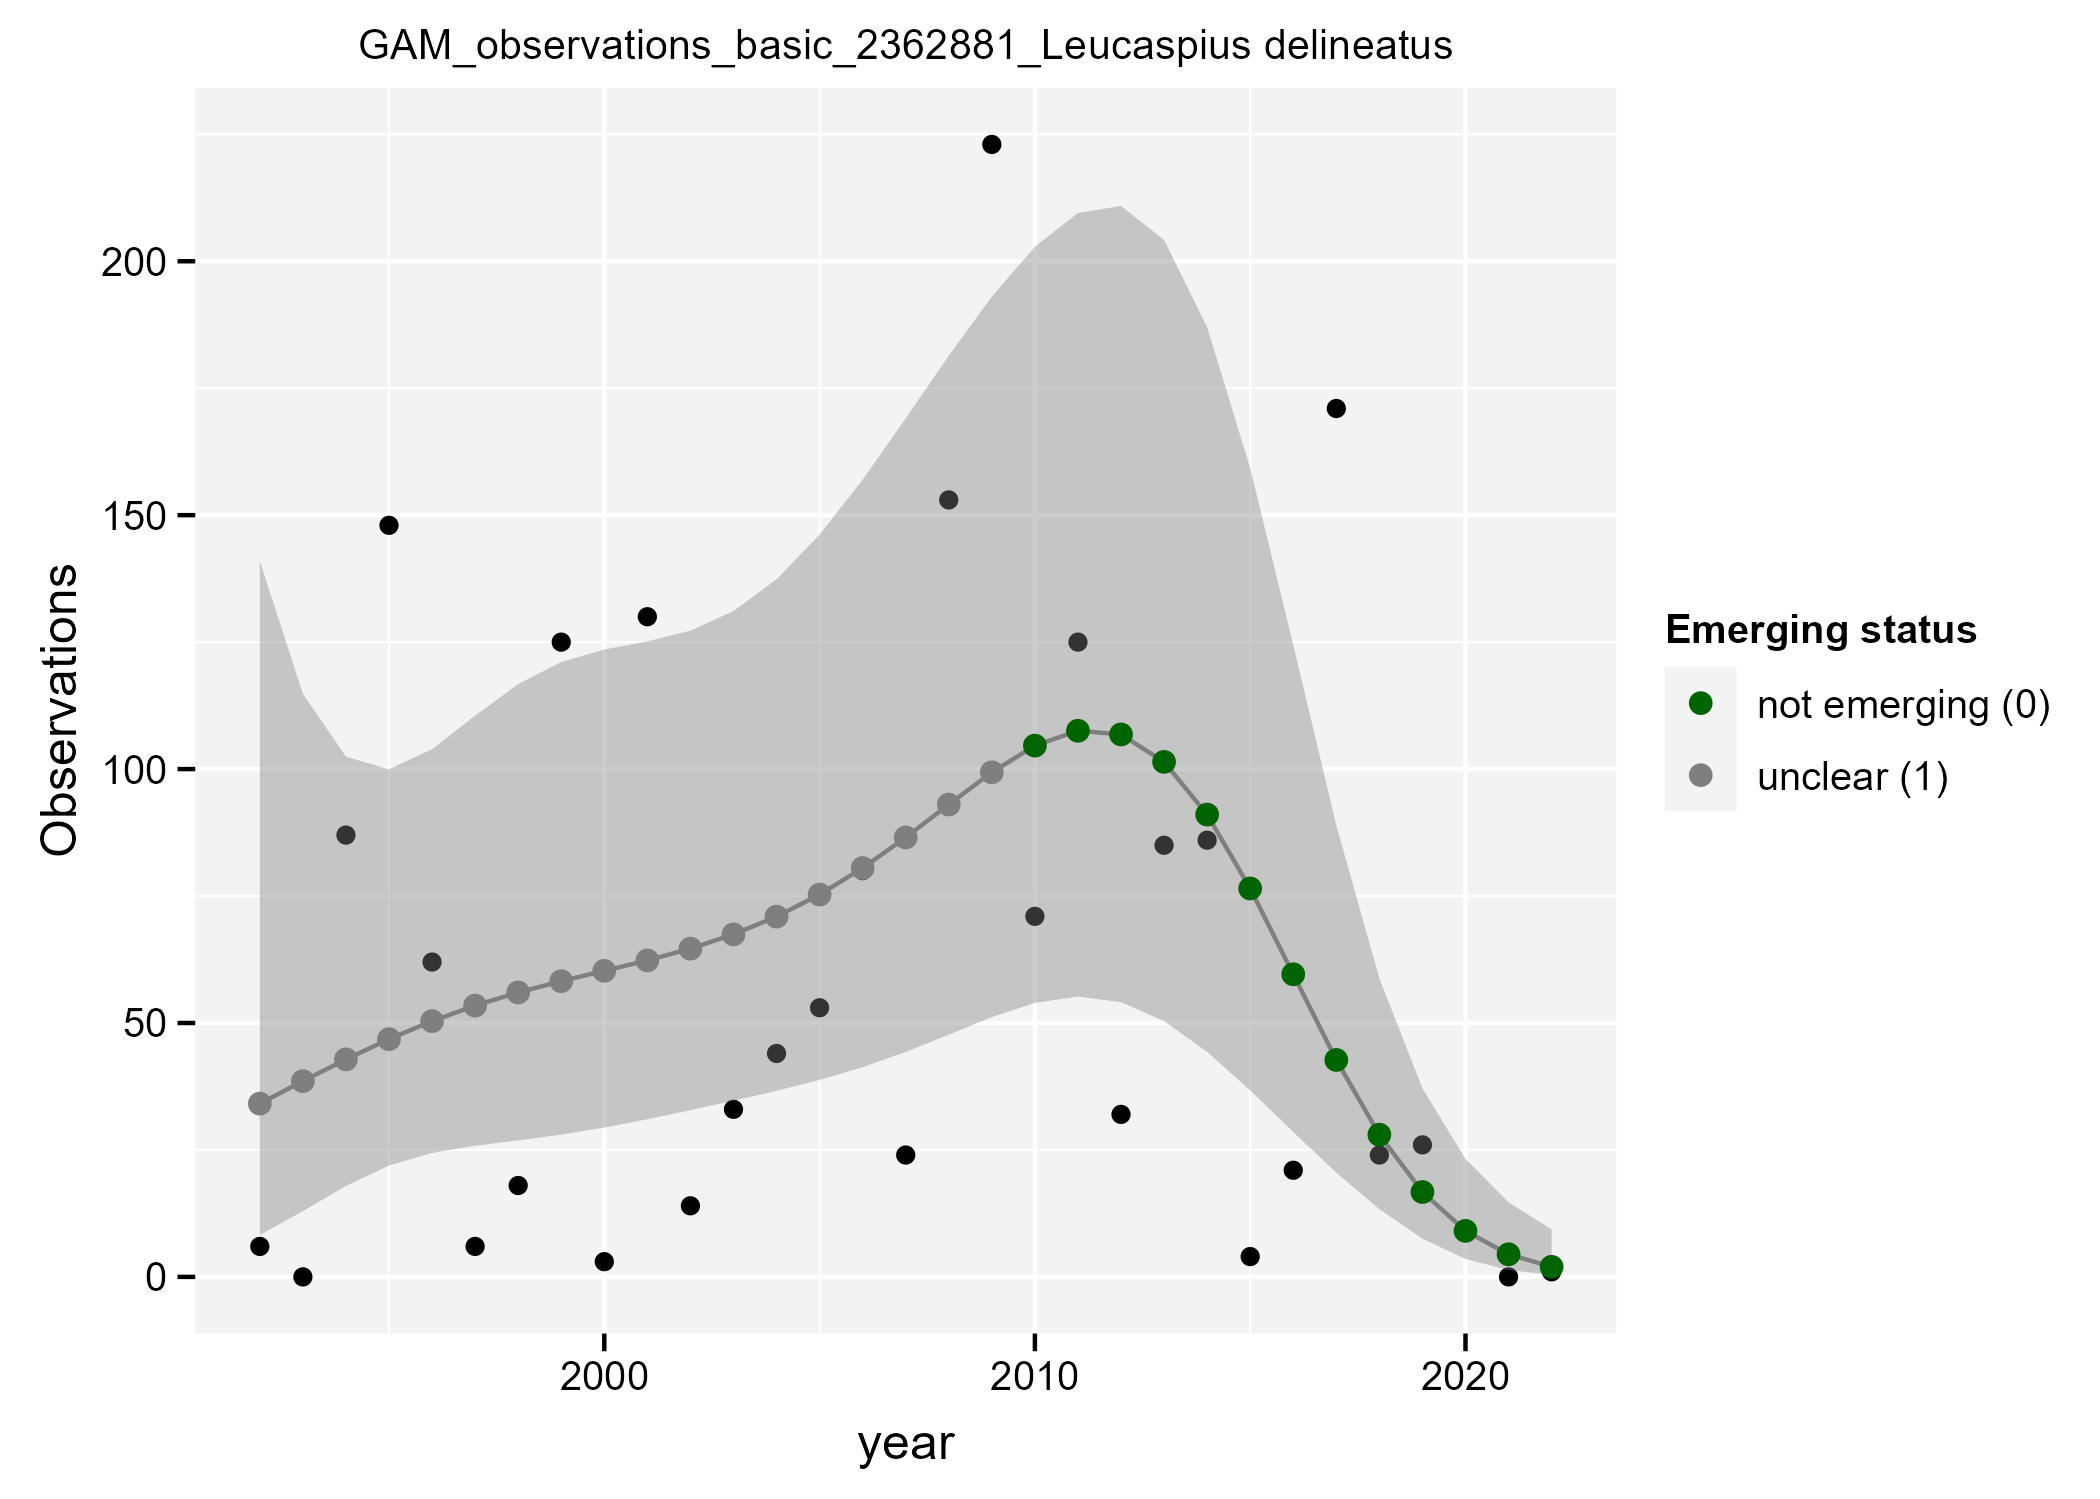 GAM_observations_basic_2362881_Leucaspius delineatus
Observations
200
150
100
50
0
2000
2010
2020
year
Emerging status
not emerging (0)
unclear (1)